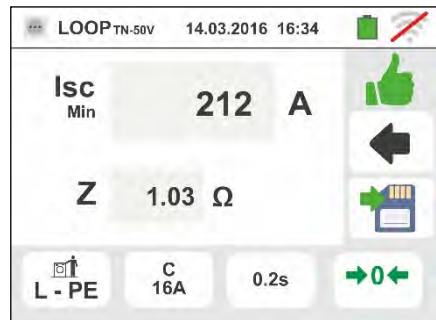 LOOP TN-50V 14.03.2016 16:34
Isc
Min
212 A
Z 1.03 Ω
L - PE
C
16A
0.2s
0